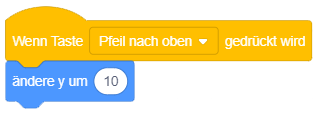 Wenn Taste Pfeil nach oben gedrückt wird
ändere y um 10